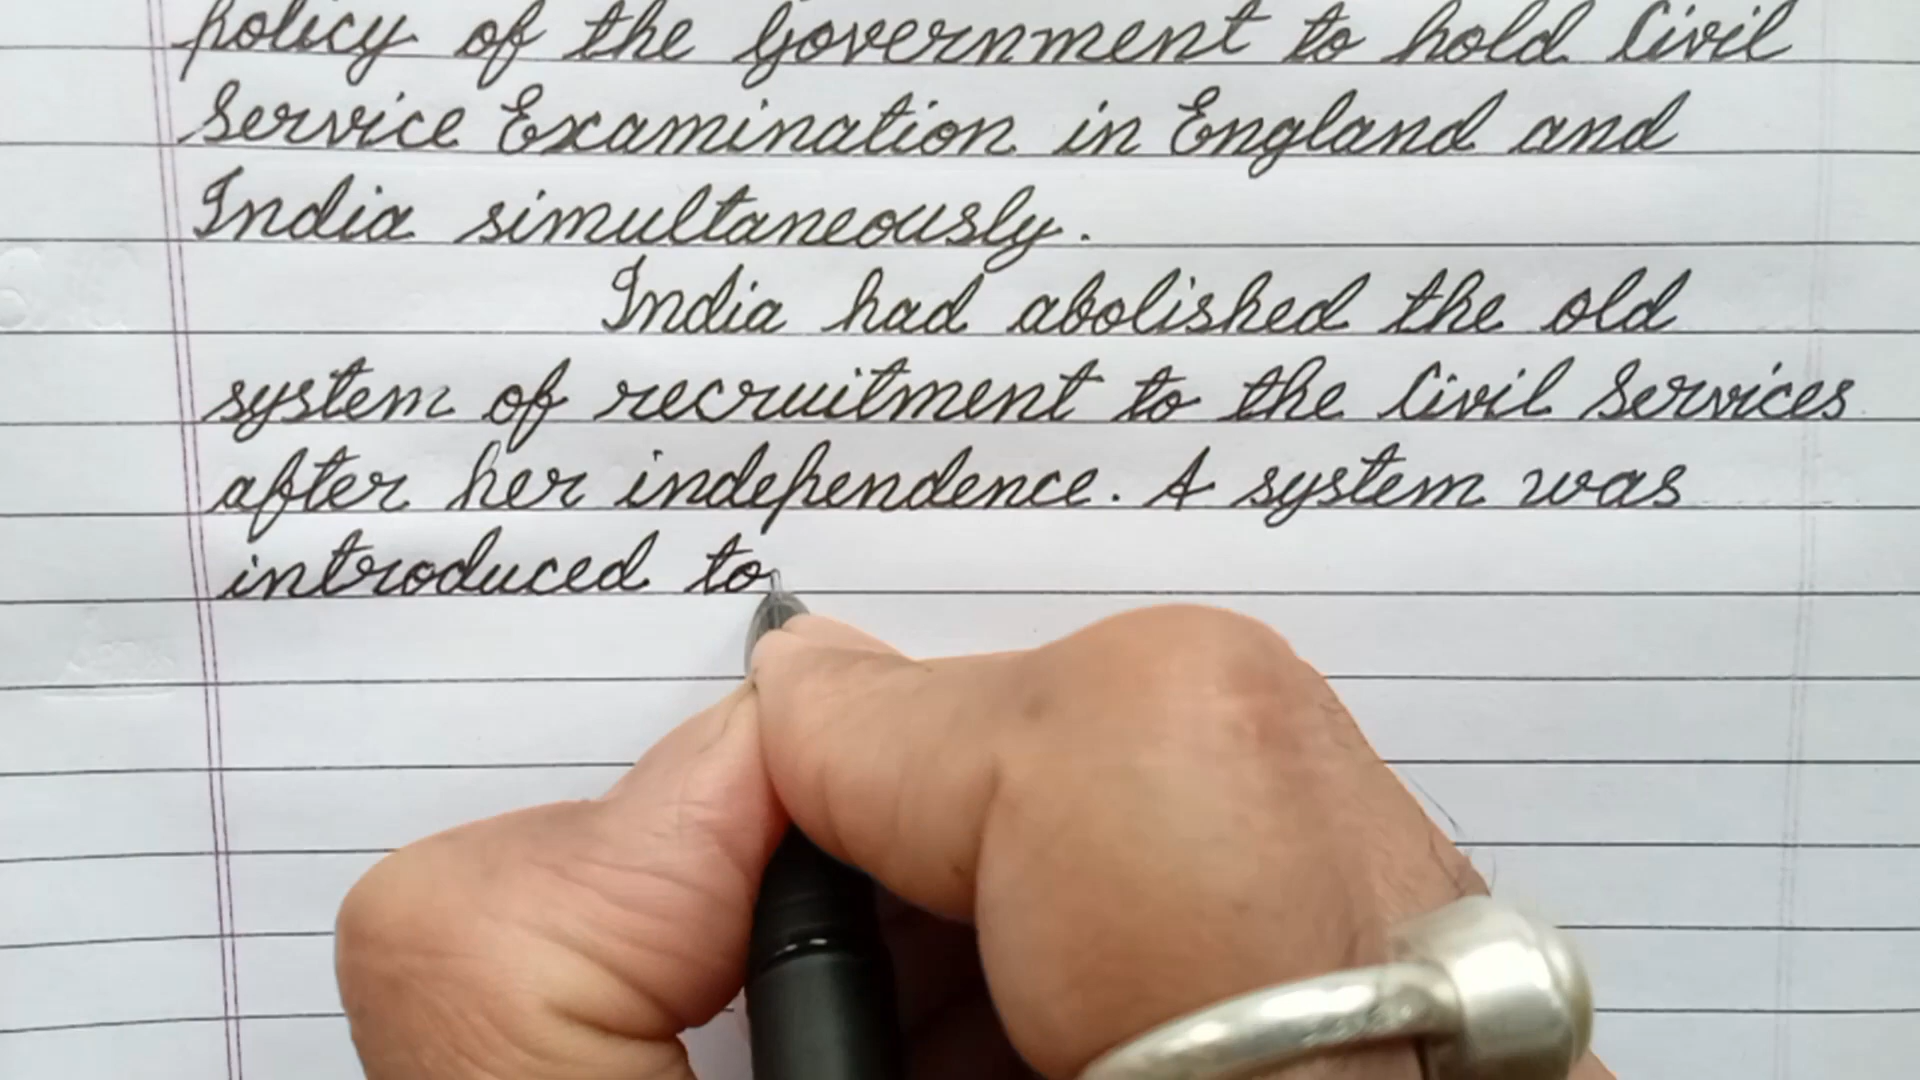 policy of the Government to hold Civil
Service Examination in England and
India simultaneously.
India had abolished the old
system of recruitment to the Civil Services
after her independence. A system was
introduced to